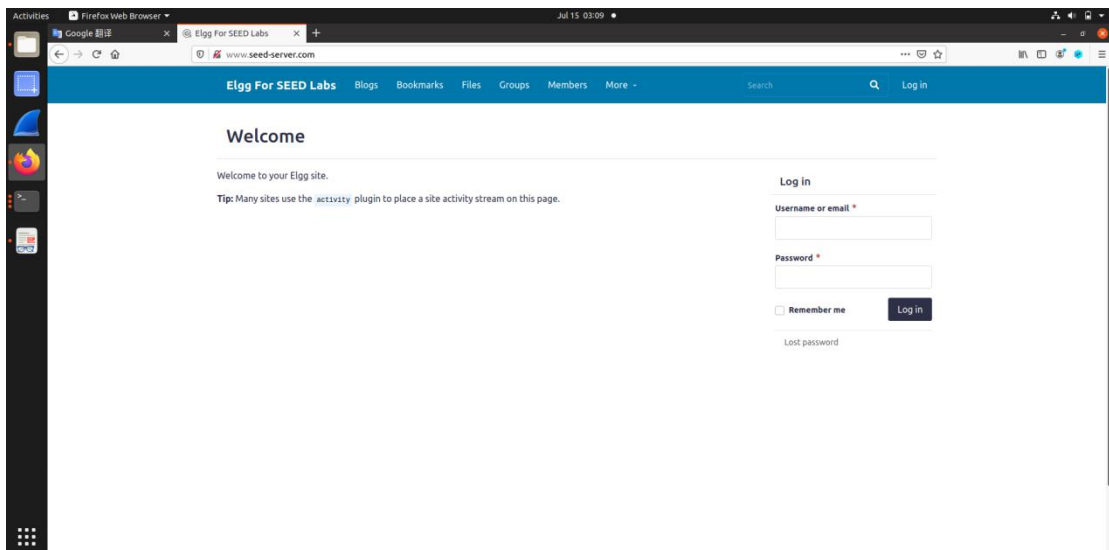 Activities Firefox Web Browser Jul 15 03:09
Google 翻译 Elgg For SEED Labs
www.seed-server.com
Elgg For SEED Labs Blogs Bookmarks Files Groups Members More Search Log in
Welcome
Welcome to your Elgg site.
Tip: Many sites use the activity plugin to place a site activity stream on this page.
Log in
Username or email *
Password *
Remember me Log in
Lost password